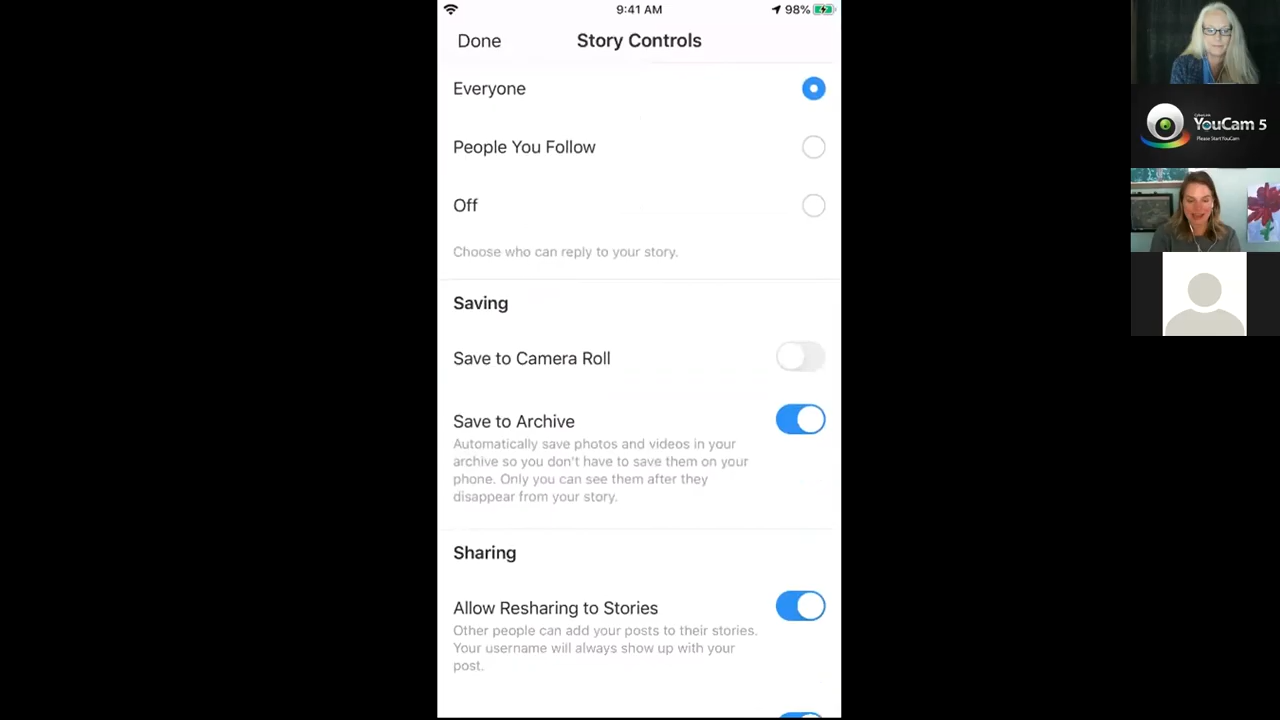 9:41 AM
98%
Done
Story Controls
Everyone
People You Follow
Off
Choose who can reply to your story.
Saving
Save to Camera Roll
Save to Archive
Automatically save photos and videos in your
archive so you don't have to save them on your
phone. Only you can see them after they
disappear from your story.
Sharing
Allow Resharing to Stories
Other people can add your posts to their stories.
Your username will always show up with your
post.
YouCam 5
Please Start YouCam